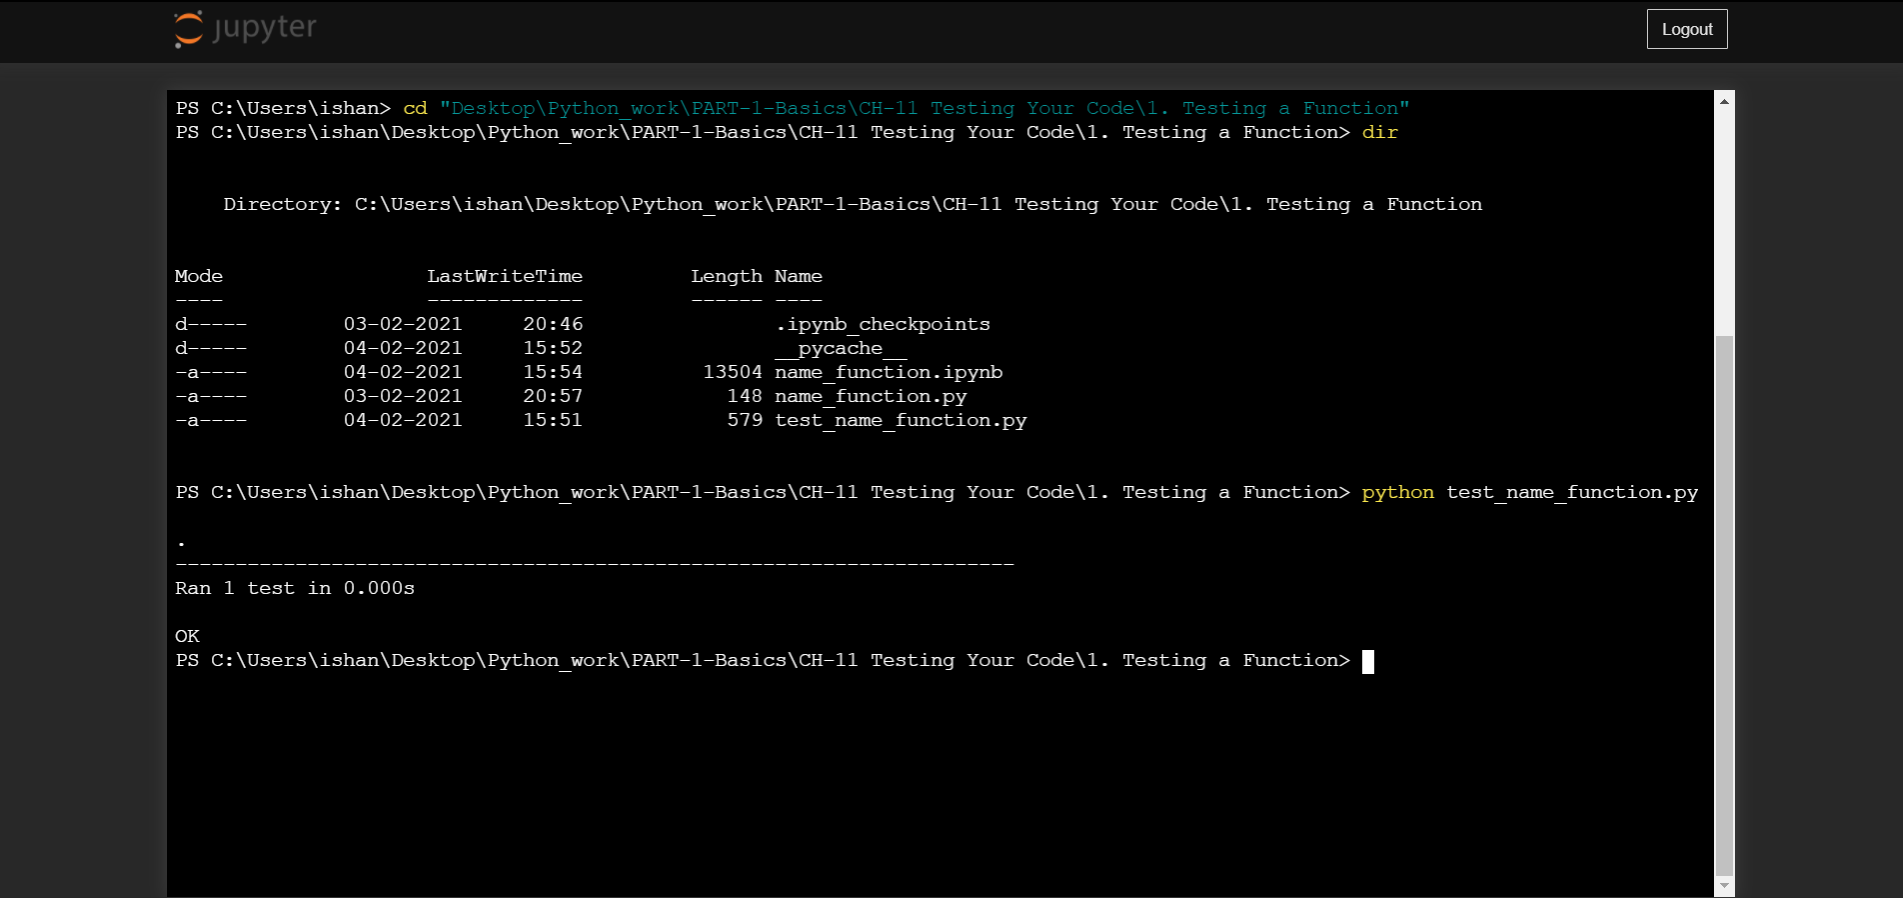 jupyter
Logout
PS C:\Users\ishan> cd "Desktop\Python_work\PART-1-Basics\CH-11 Testing Your Code\1. Testing a Function"
PS C:\Users\ishan\Desktop\Python_work\PART-1-Basics\CH-11 Testing Your Code\1. Testing a Function> dir
Directory: C:\Users\ishan\Desktop\Python_work\PART-1-Basics\CH-11 Testing Your Code\1. Testing a Function
Mode                 LastWriteTime         Length Name
----                 -------------         ------ ----
d-----        03-02-2021     20:46                .ipynb_checkpoints
d-----        04-02-2021     15:52                __pycache__
-a----        04-02-2021     15:54          13504 name_function.ipynb
-a----        03-02-2021     20:57            148 name_function.py
-a----        04-02-2021     15:51            579 test_name_function.py
PS C:\Users\ishan\Desktop\Python_work\PART-1-Basics\CH-11 Testing Your Code\1. Testing a Function> python test_name_function.py
.
----------------------------------------------------------------------
Ran 1 test in 0.000s
OK
PS C:\Users\ishan\Desktop\Python_work\PART-1-Basics\CH-11 Testing Your Code\1. Testing a Function>